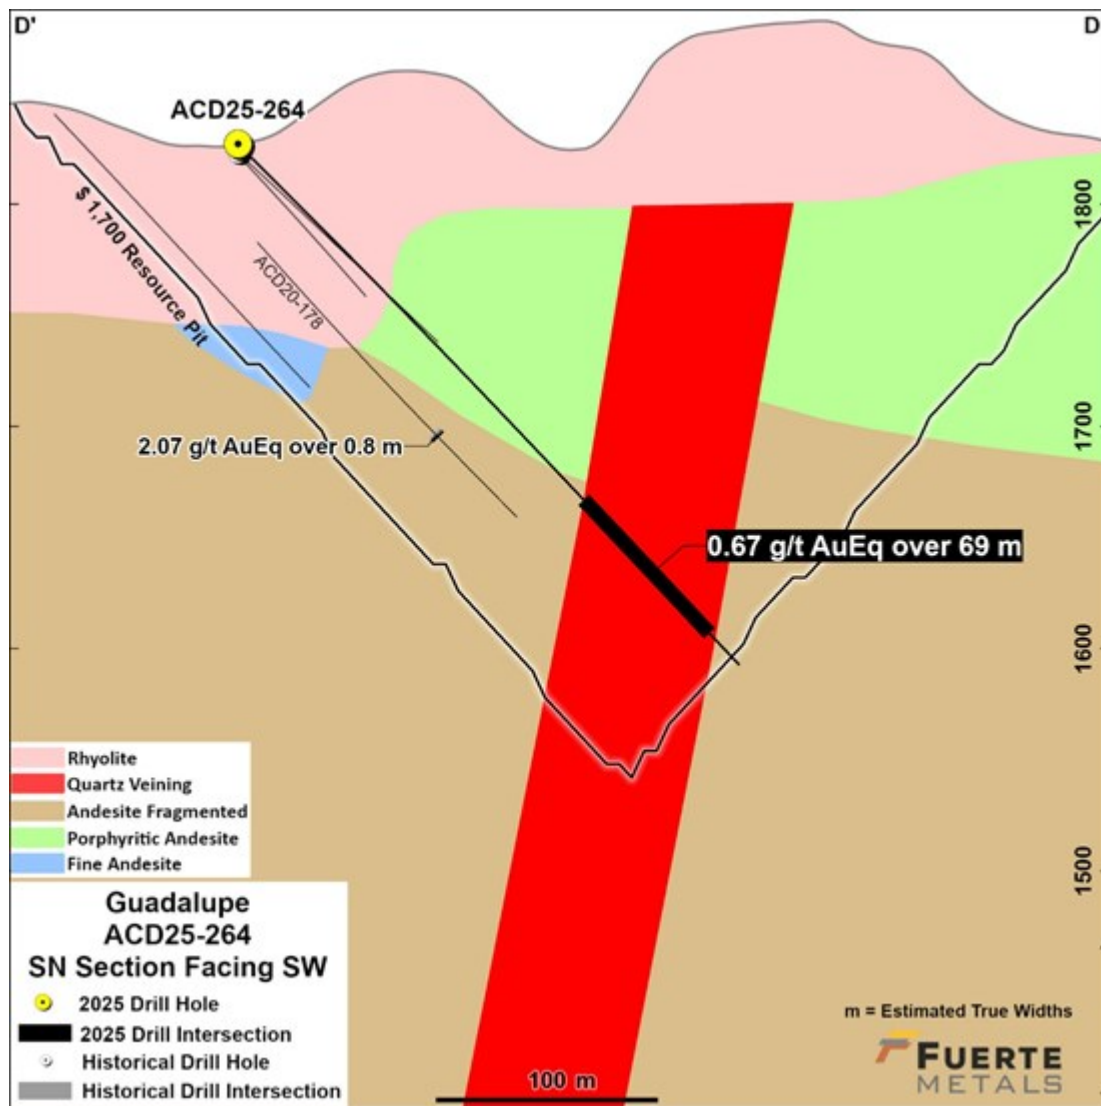 D'
D
ACD25-264
$ 1,700 Resource Pit
ACD20-178
2.07 g/t AuEq over 0.8 m
0.67 g/t AuEq over 69 m
1800
1700
1600
1500
Rhyolite
Quartz Veining
Andesite Fragmented
Porphyritic Andesite
Fine Andesite
Guadalupe
ACD25-264
SN Section Facing SW
2025 Drill Hole
2025 Drill Intersection
Historical Drill Hole
Historical Drill Intersection
100 m
m = Estimated True Widths
FUERTE
METALS